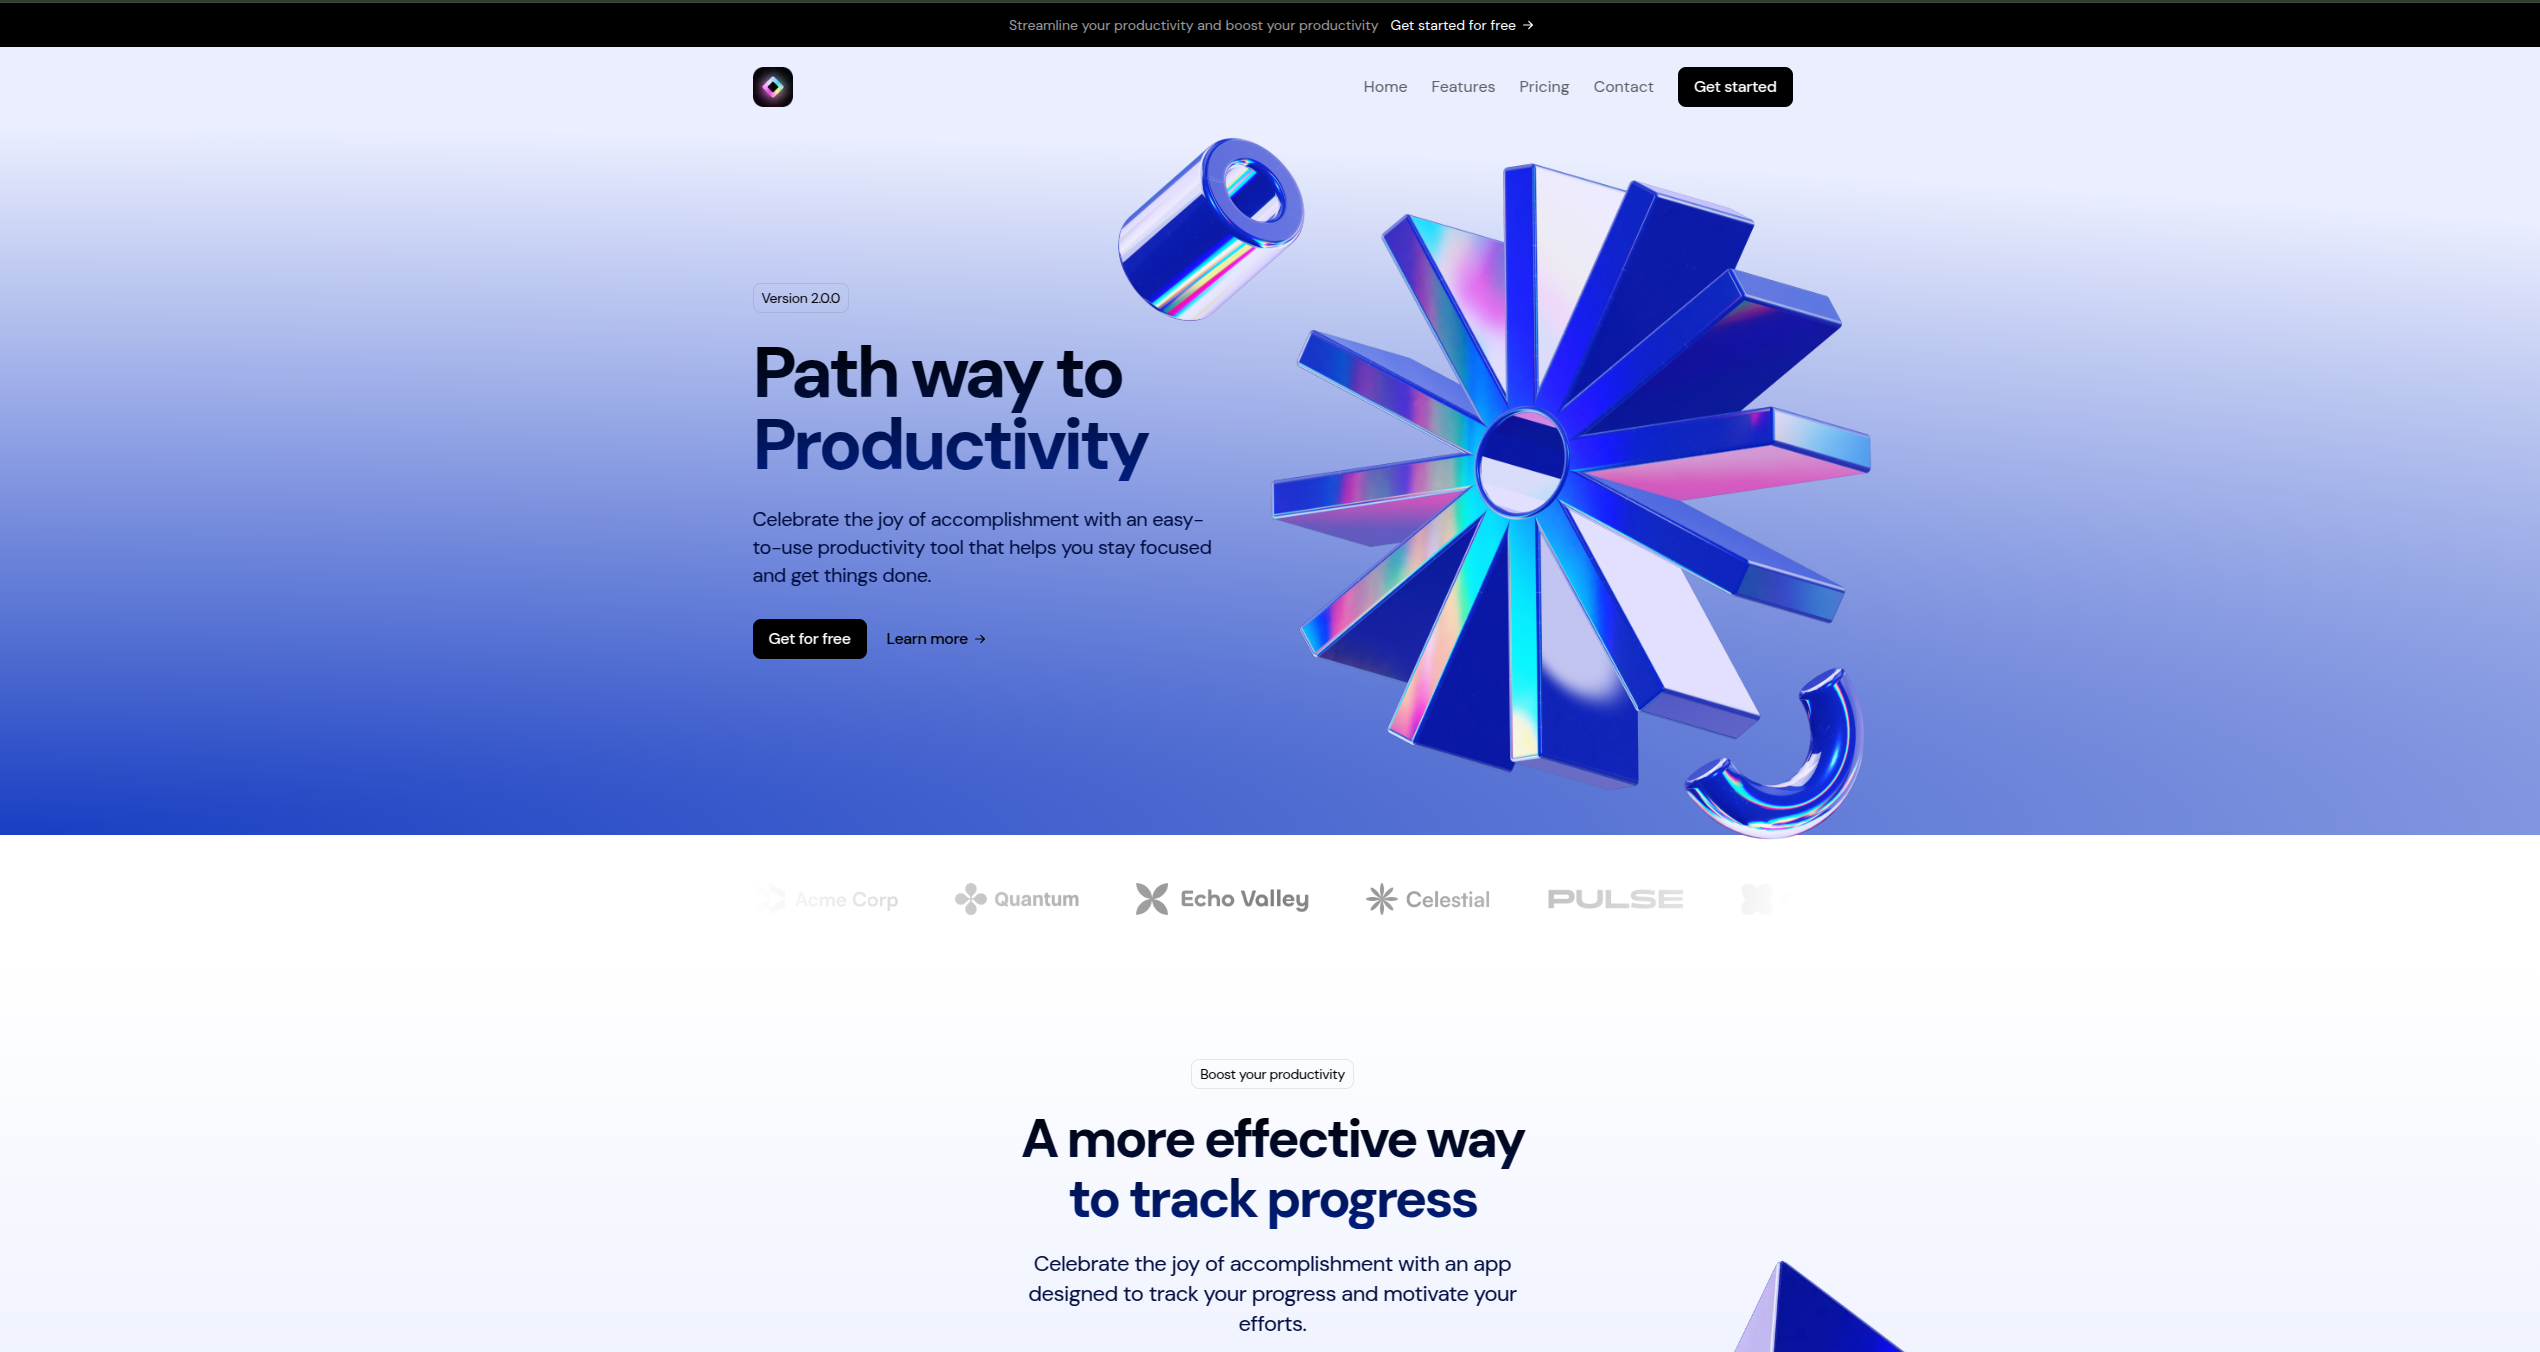 Streamline your productivity and boost your productivity Get started for free →
Home Features Pricing Contact Get started
Version 2.0.0
Path way to
Productivity
Celebrate the joy of accomplishment with an easy-
to-use productivity tool that helps you stay focused
and get things done.
Get for free Learn more →
Acme Corp Quantum Echo Valley Celestial PULSE
Boost your productivity
A more effective way
to track progress
Celebrate the joy of accomplishment with an app
designed to track your progress and motivate your
efforts.